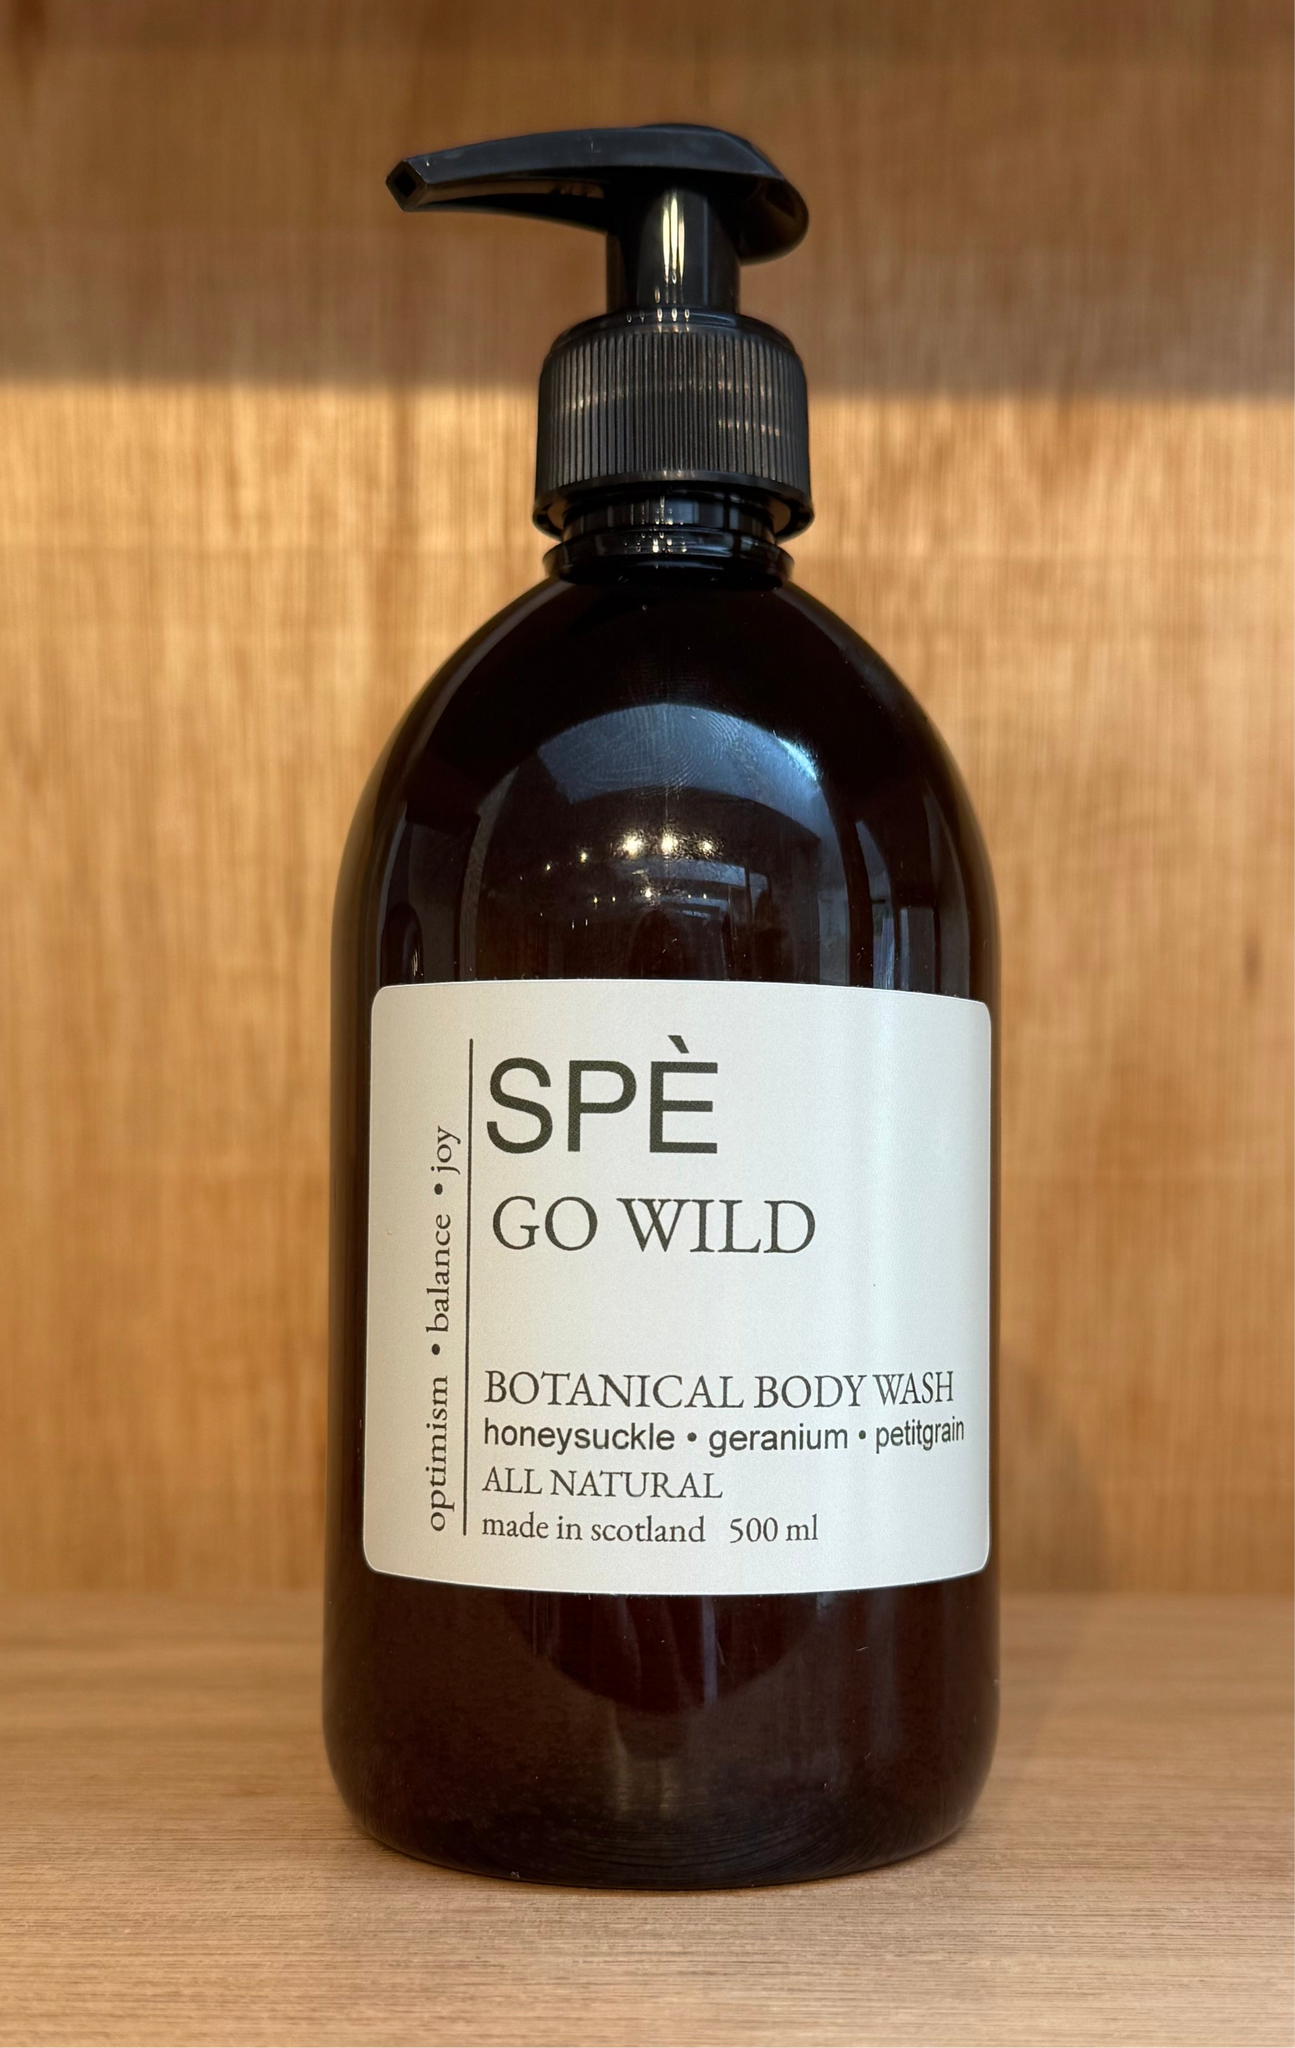 SPÈ
GO WILD
optimism • balance • joy
BOTANICAL BODY WASH
honeysuckle • geranium • petitgrain
ALL NATURAL
made in scotland 500 ml